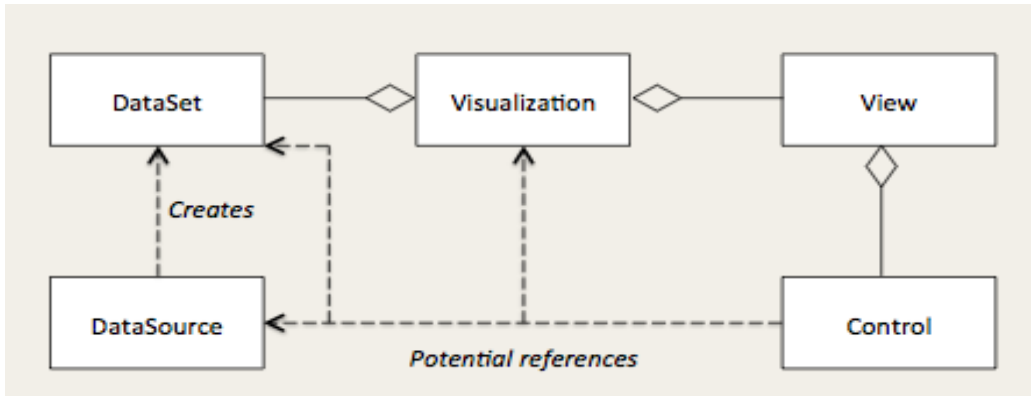 DataSet
Visualization
View
Creates
DataSource
Control
Potential references